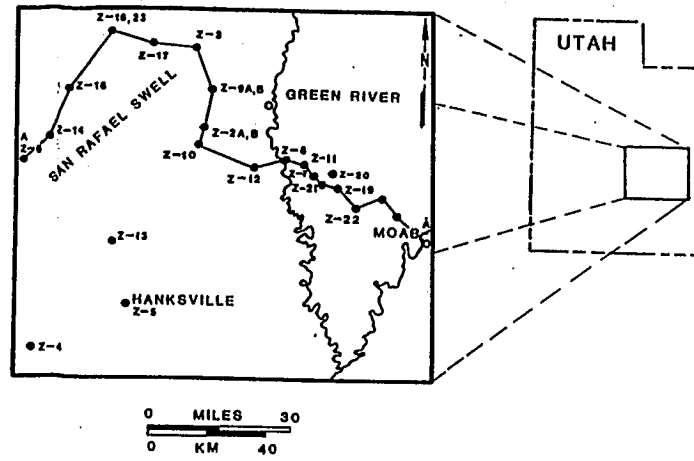 Z-18,23
Z-3
Z-17
UTAH
Z-16
SAN RAFAEL SWELL
Z-9A,B
GREEN RIVER
N
Z-14
A
Z-2A,B
Z-10
Z-8
Z-11
Z-20
Z-12
Z-7
Z-21
Z-19
Z-22
MOAB
A
Z-13
HANKSVILLE
Z-5
Z-4
0 MILES 30
0 KM 40